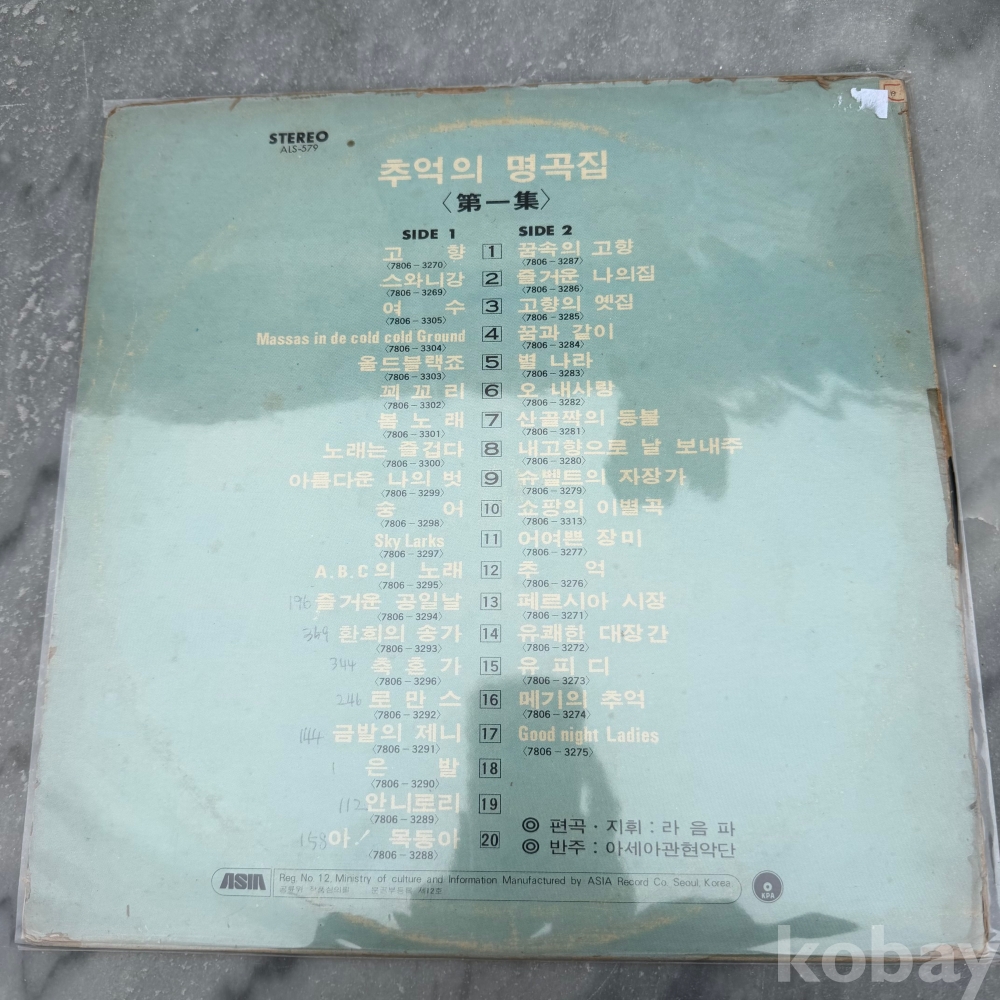 STEREO
ALS-579
추억의 명곡집
〈第一集〉
SIDE 1
SIDE 2
고 향 1 꿈속의 고향
〈7806-3270〉 〈7806-3287〉
스와니강 2 즐거운 나의집
〈7806-3269〉 〈7806-3286〉
여 수 3 고향의 옛집
〈7806-3305〉 〈7806-3285〉
Massas in de cold cold Ground 4 꿈과 같이
〈7806-3304〉 〈7806-3284〉
올드블랙죠 5 별 나라
〈7806-3303〉 〈7806-3283〉
꾀 꼬 리 6 오 내사랑
〈7806-3302〉 〈7806-3282〉
봄 노 래 7 산골짝의 등불
〈7806-3301〉 〈7806-3281〉
노래는 즐겁다 8 내고향으로 날 보내주
〈7806-3300〉 〈7806-3280〉
아름다운 나의 벗 9 슈벨트의 자장가
〈7806-3299〉 〈7806-3279〉
숭 어 10 쇼팡의 이별곡
〈7806-3298〉 〈7806-3313〉
Sky Larks 11 어여쁜 장미
〈7806-3297〉 〈7806-3277〉
A.B.C의 노래 12 추 억
〈7806-3295〉 〈7806-3276〉
196 즐거운 공일날 13 페르시아 시장
〈7806-3294〉 〈7806-3271〉
369 환희의 송가 14 유쾌한 대장간
〈7806-3293〉 〈7806-3272〉
344 축 혼 가 15 유 피 디
〈7806-3296〉 〈7806-3273〉
246 로 만 스 16 메기의 추억
〈7806-3292〉 〈7806-3274〉
144 금발의 제니 17 Good night Ladies
〈7806-3291〉 〈7806-3275〉
은 발 18
〈7806-3290〉
112 안니로리 19
〈7806-3289〉
158 아! 목동아 20
〈7806-3288〉
◎ 편곡·지휘 : 라 음 파
◎ 반주 : 아세아관현악단
ASIA
Reg. No 12. Ministry of culture and Information Manufactured by ASIA Record Co. Seoul, Korea.
제12호
KPA
kobay